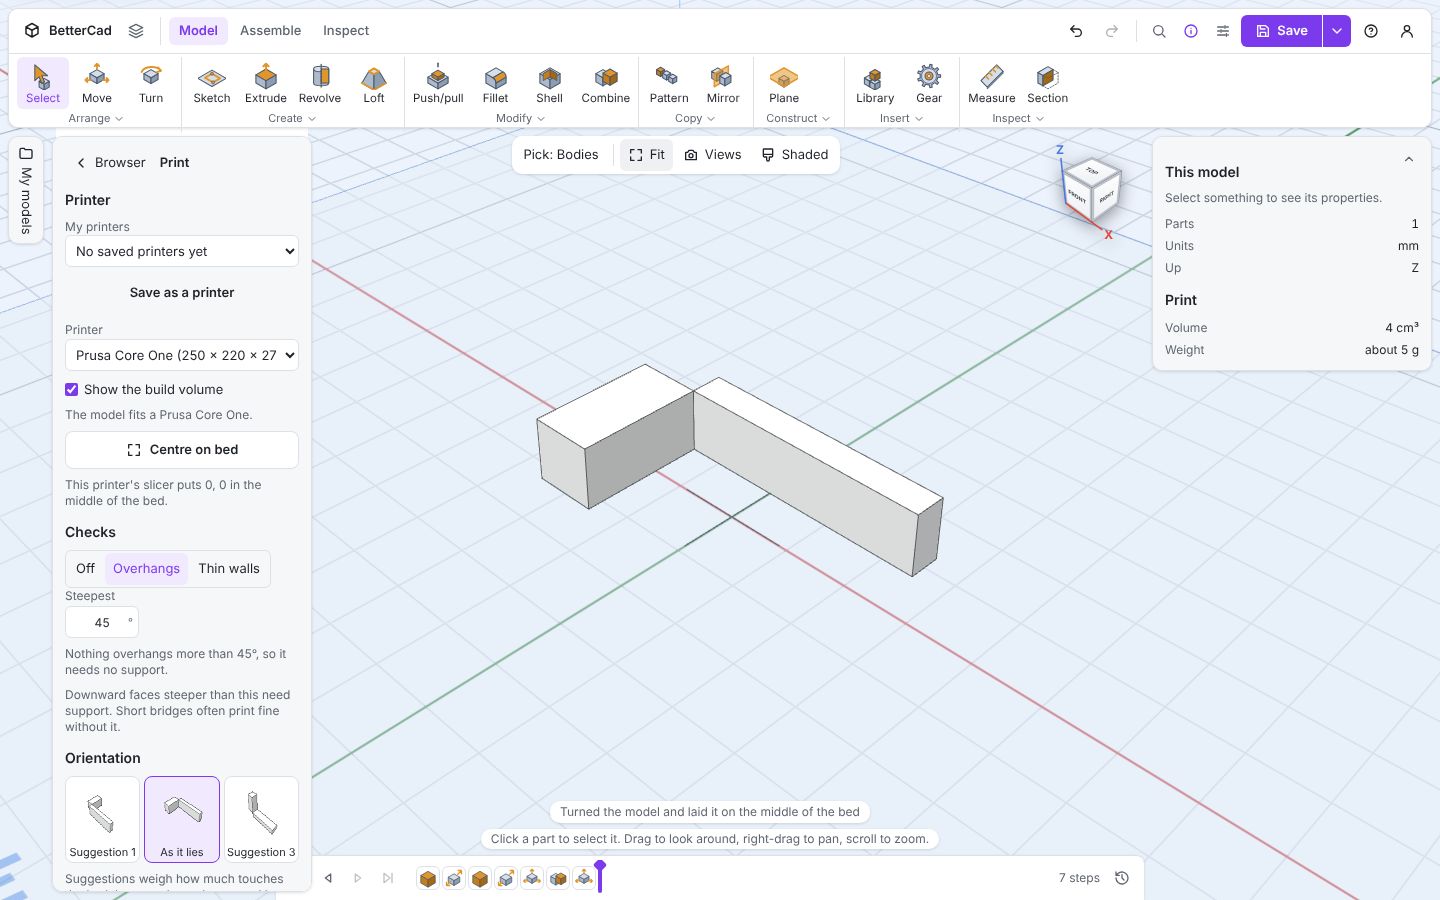 BetterCad
Model
Assemble
Inspect
Save
Select
Move
Turn
Sketch
Extrude
Revolve
Loft
Push/pull
Fillet
Shell
Combine
Pattern
Mirror
Plane
Library
Gear
Measure
Section
Arrange
Create
Modify
Copy
Construct
Insert
Inspect
My models
Browser
Print
Printer
My printers
No saved printers yet
Save as a printer
Printer
Prusa Core One (250 × 220 × 27
Show the build volume
The model fits a Prusa Core One.
Centre on bed
This printer's slicer puts 0, 0 in the
middle of the bed.
Checks
Off
Overhangs
Thin walls
Steepest
45 °
Nothing overhangs more than 45°, so it
needs no support.
Downward faces steeper than this need
support. Short bridges often print fine
without it.
Orientation
Suggestion 1
As it lies
Suggestion 3
Suggestions weigh how much touches
Pick: Bodies
Fit
Views
Shaded
Z
TOP
FRONT
RIGHT
X
This model
Select something to see its properties.
Parts 1
Units mm
Up Z
Print
Volume 4 cm³
Weight about 5 g
Turned the model and laid it on the middle of the bed
Click a part to select it. Drag to look around, right-drag to pan, scroll to zoom.
7 steps